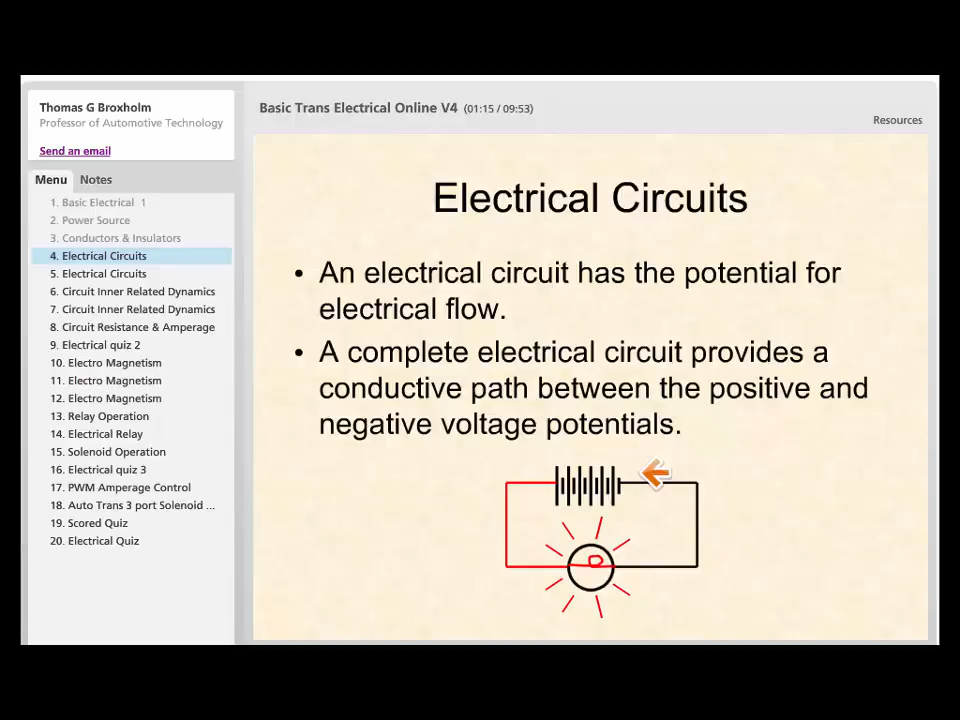 Thomas G Broxholm
Professor of Automotive Technology
Send an email
Menu Notes
1. Basic Electrical 1
2. Power Source
3. Conductors & Insulators
4. Electrical Circuits
5. Electrical Circuits
6. Circuit Inner Related Dynamics
7. Circuit Inner Related Dynamics
8. Circuit Resistance & Amperage
9. Electrical quiz 2
10. Electro Magnetism
11. Electro Magnetism
12. Electro Magnetism
13. Relay Operation
14. Electrical Relay
15. Solenoid Operation
16. Electrical quiz 3
17. PWM Amperage Control
18. Auto Trans 3 port Solenoid ...
19. Scored Quiz
20. Electrical Quiz
Basic Trans Electrical Online V4 (01:15 / 09:53)
Resources
Electrical Circuits
• An electrical circuit has the potential for
electrical flow.
• A complete electrical circuit provides a
conductive path between the positive and
negative voltage potentials.